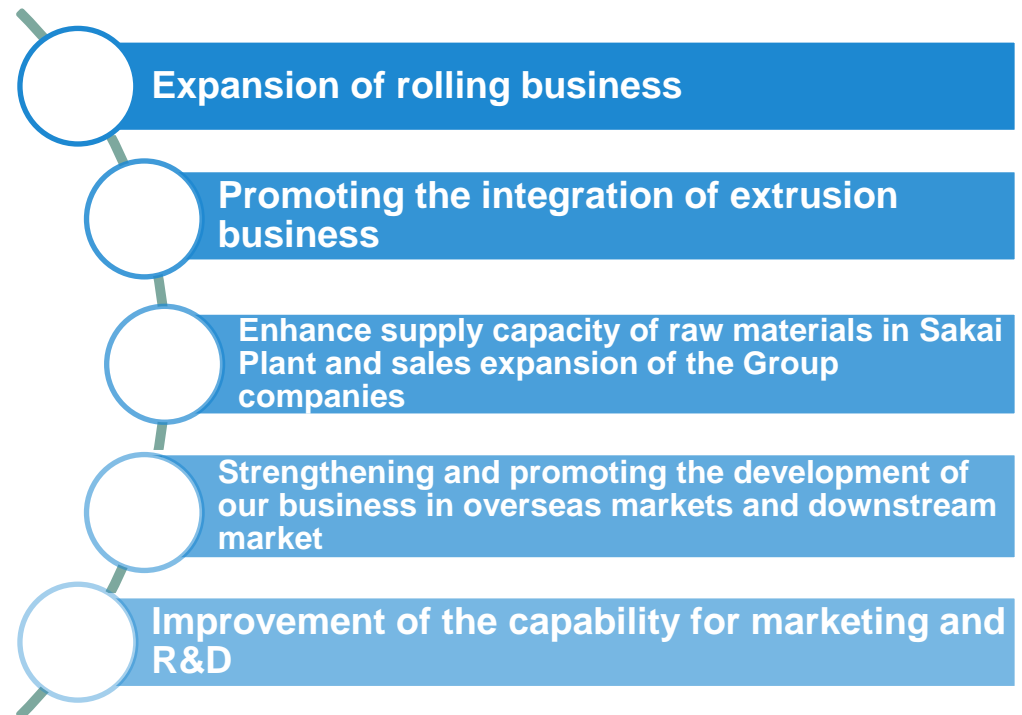 Expansion of rolling business
Promoting the integration of extrusion
business
Enhance supply capacity of raw materials in Sakai
Plant and sales expansion of the Group
companies
Strengthening and promoting the development of
our business in overseas markets and downstream
market
Improvement of the capability for marketing and
R&D